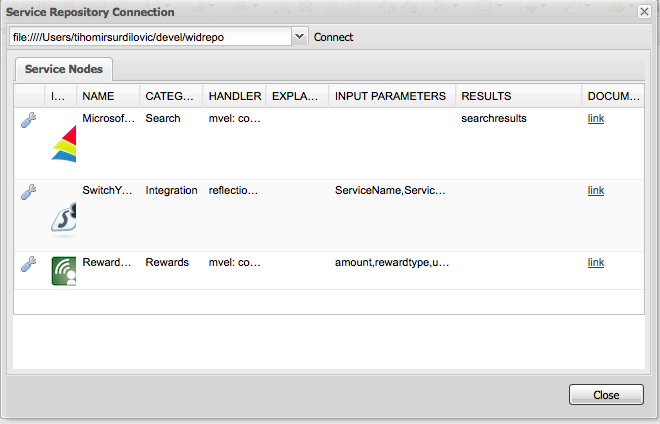 Service Repository Connection
file:////Users/tihomirsurdilovic/devel/widrepo Connect
Service Nodes
I... NAME CATEG... HANDLER EXPLA... INPUT PARAMETERS RESULTS DOCUM...
Microsof... Search mvel: co... searchresults link
SwitchY... Integration reflectio... ServiceName,Servic... link
Reward... Rewards mvel: co... amount,rewardtype,u... link
Close